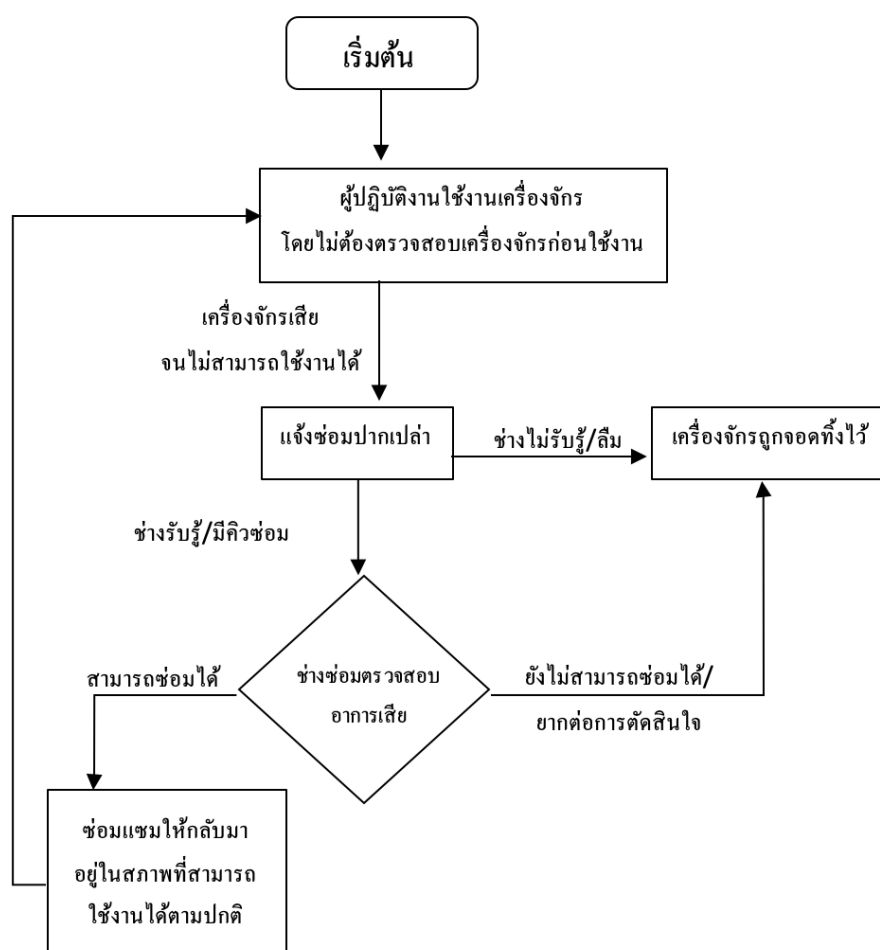 เริ่มต้น
ผู้ปฏิบัติงานใช้งานเครื่องจักร
โดยไม่ต้องตรวจสอบเครื่องจักรก่อนใช้งาน
เครื่องจักรเสีย
จนไม่สามารถใช้งานได้
แจ้งซ่อมปากเปล่า
ช่างไม่รับรู้/ลืม
เครื่องจักรถูกจอดทิ้งไว้
ช่างรับรู้/มีคิวซ่อม
ช่างซ่อมตรวจสอบ
อาการเสีย
สามารถซ่อมได้
ยังไม่สามารถซ่อมได้/
ยากต่อการตัดสินใจ
ซ่อมแซมให้กลับมา
อยู่ในสภาพที่สามารถ
ใช้งานได้ตามปกติ